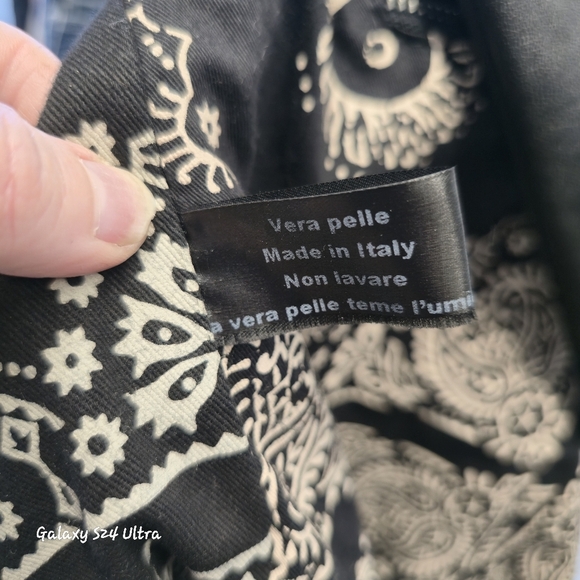 Vera pelle
Made in Italy
Non lavare
a vera pelle teme l'umi
Galaxy S24 Ultra